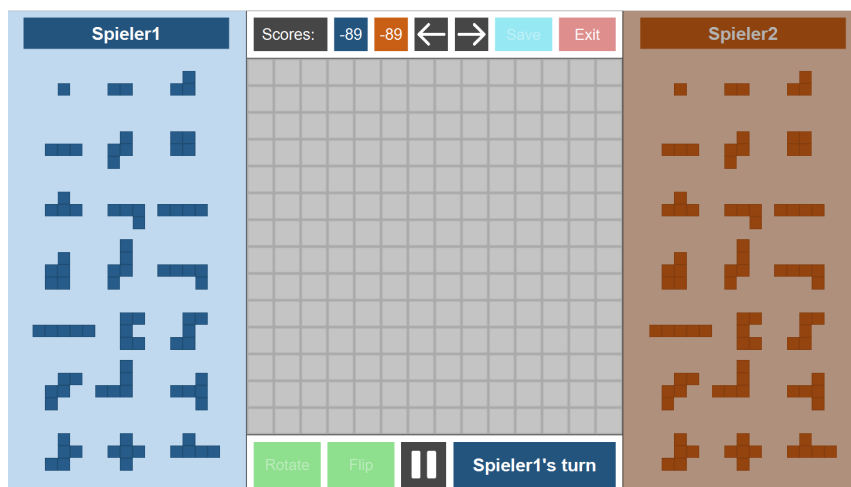 Spieler1
Scores: -89 -89 Save Exit
Spieler2
Rotate Flip Spieler1's turn